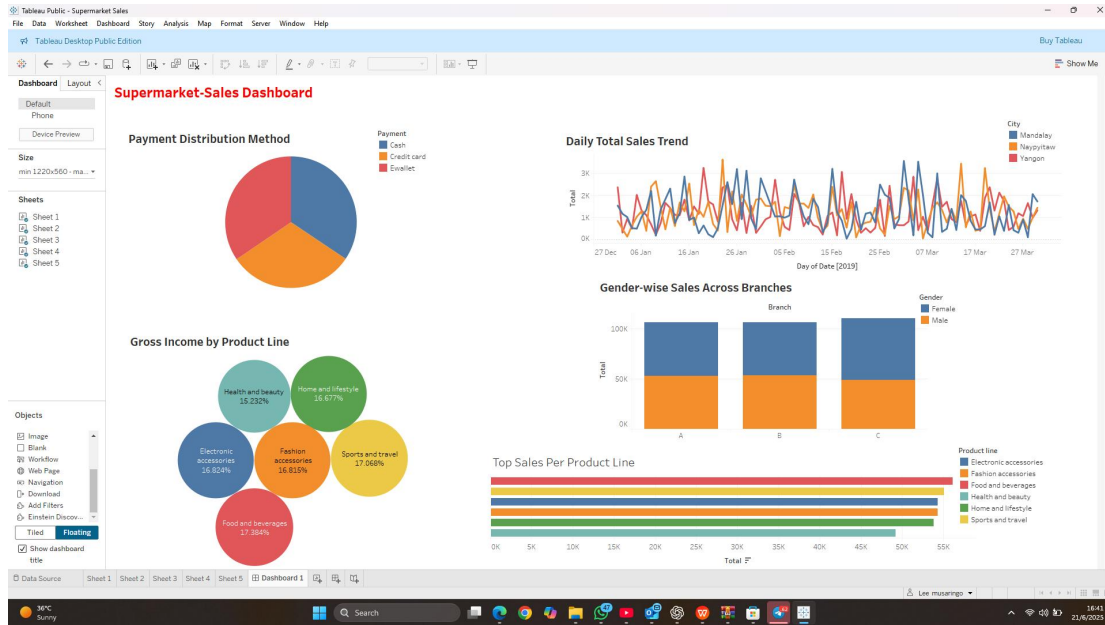 Tableau Public - Supermarket Sales
File Data Worksheet Dashboard Story Analysis Map Format Server Window Help
Tableau Desktop Public Edition
Buy Tableau
Show Me
Dashboard Layout
Default
Phone
Device Preview
Size
min 1220x560 - ma...
Sheets
Sheet 1
Sheet 2
Sheet 3
Sheet 4
Sheet 5
Objects
Image
Blank
Workflow
Web Page
Navigation
Download
Add Filters
Einstein Discov...
Tiled Floating
Show dashboard
title
Supermarket-Sales Dashboard
Payment Distribution Method
Payment
Cash
Credit card
Ewallet
Daily Total Sales Trend
City
Mandalay
Naypyitaw
Yangon
3K
2K
1K
0K
Total
27 Dec 06 Jan 16 Jan 26 Jan 05 Feb 15 Feb 25 Feb 07 Mar 17 Mar 27 Mar
Day of Date [2019]
Gross Income by Product Line
Health and beauty
15.232%
Home and lifestyle
16.677%
Electronic
accessories
16.824%
Fashion
accessories
16.815%
Sports and travel
17.068%
Food and beverages
17.384%
Gender-wise Sales Across Branches
Gender
Female
Male
Branch
100K
50K
0K
Total
A B C
Top Sales Per Product Line
Product line
Electronic accessories
Fashion accessories
Food and beverages
Health and beauty
Home and lifestyle
Sports and travel
0K 5K 10K 15K 20K 25K 30K 35K 40K 45K 50K 55K
Total
Data Source Sheet 1 Sheet 2 Sheet 3 Sheet 4 Sheet 5 Dashboard 1
Lee musaringo
36°C
Sunny
Search
16:41
21/6/2025